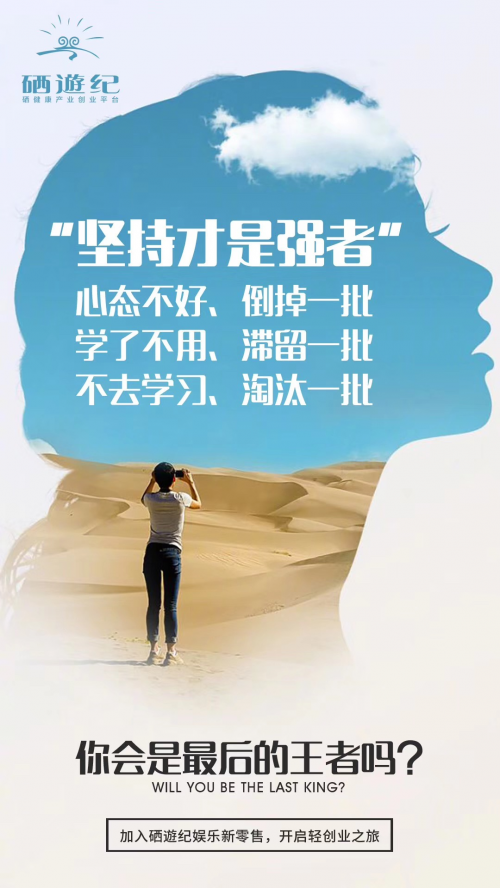 硒遊纪
硒健康产业创业平台
"坚持才是强者"
心态不好、倒掉一批
学了不用、滞留一批
不去学习、淘汰一批
你会是最后的王者吗?
WILL YOU BE THE LAST KING?
加入硒遊纪娱乐新零售，开启轻创业之旅